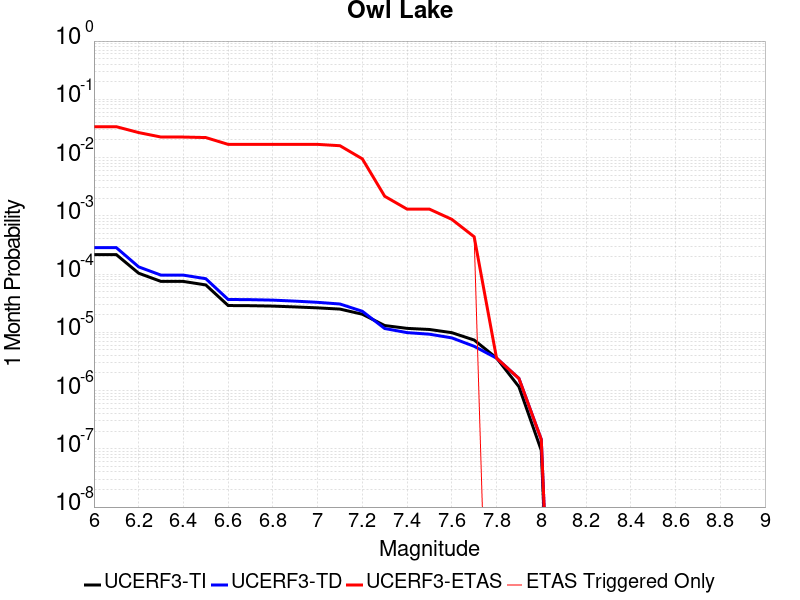 Owl Lake
10^0
10^-1
10^-2
10^-3
10^-4
10^-5
10^-6
10^-7
10^-8
1 Month Probability
6 6.2 6.4 6.6 6.8 7 7.2 7.4 7.6 7.8 8 8.2 8.4 8.6 8.8 9
Magnitude
UCERF3-TI UCERF3-TD UCERF3-ETAS ETAS Triggered Only